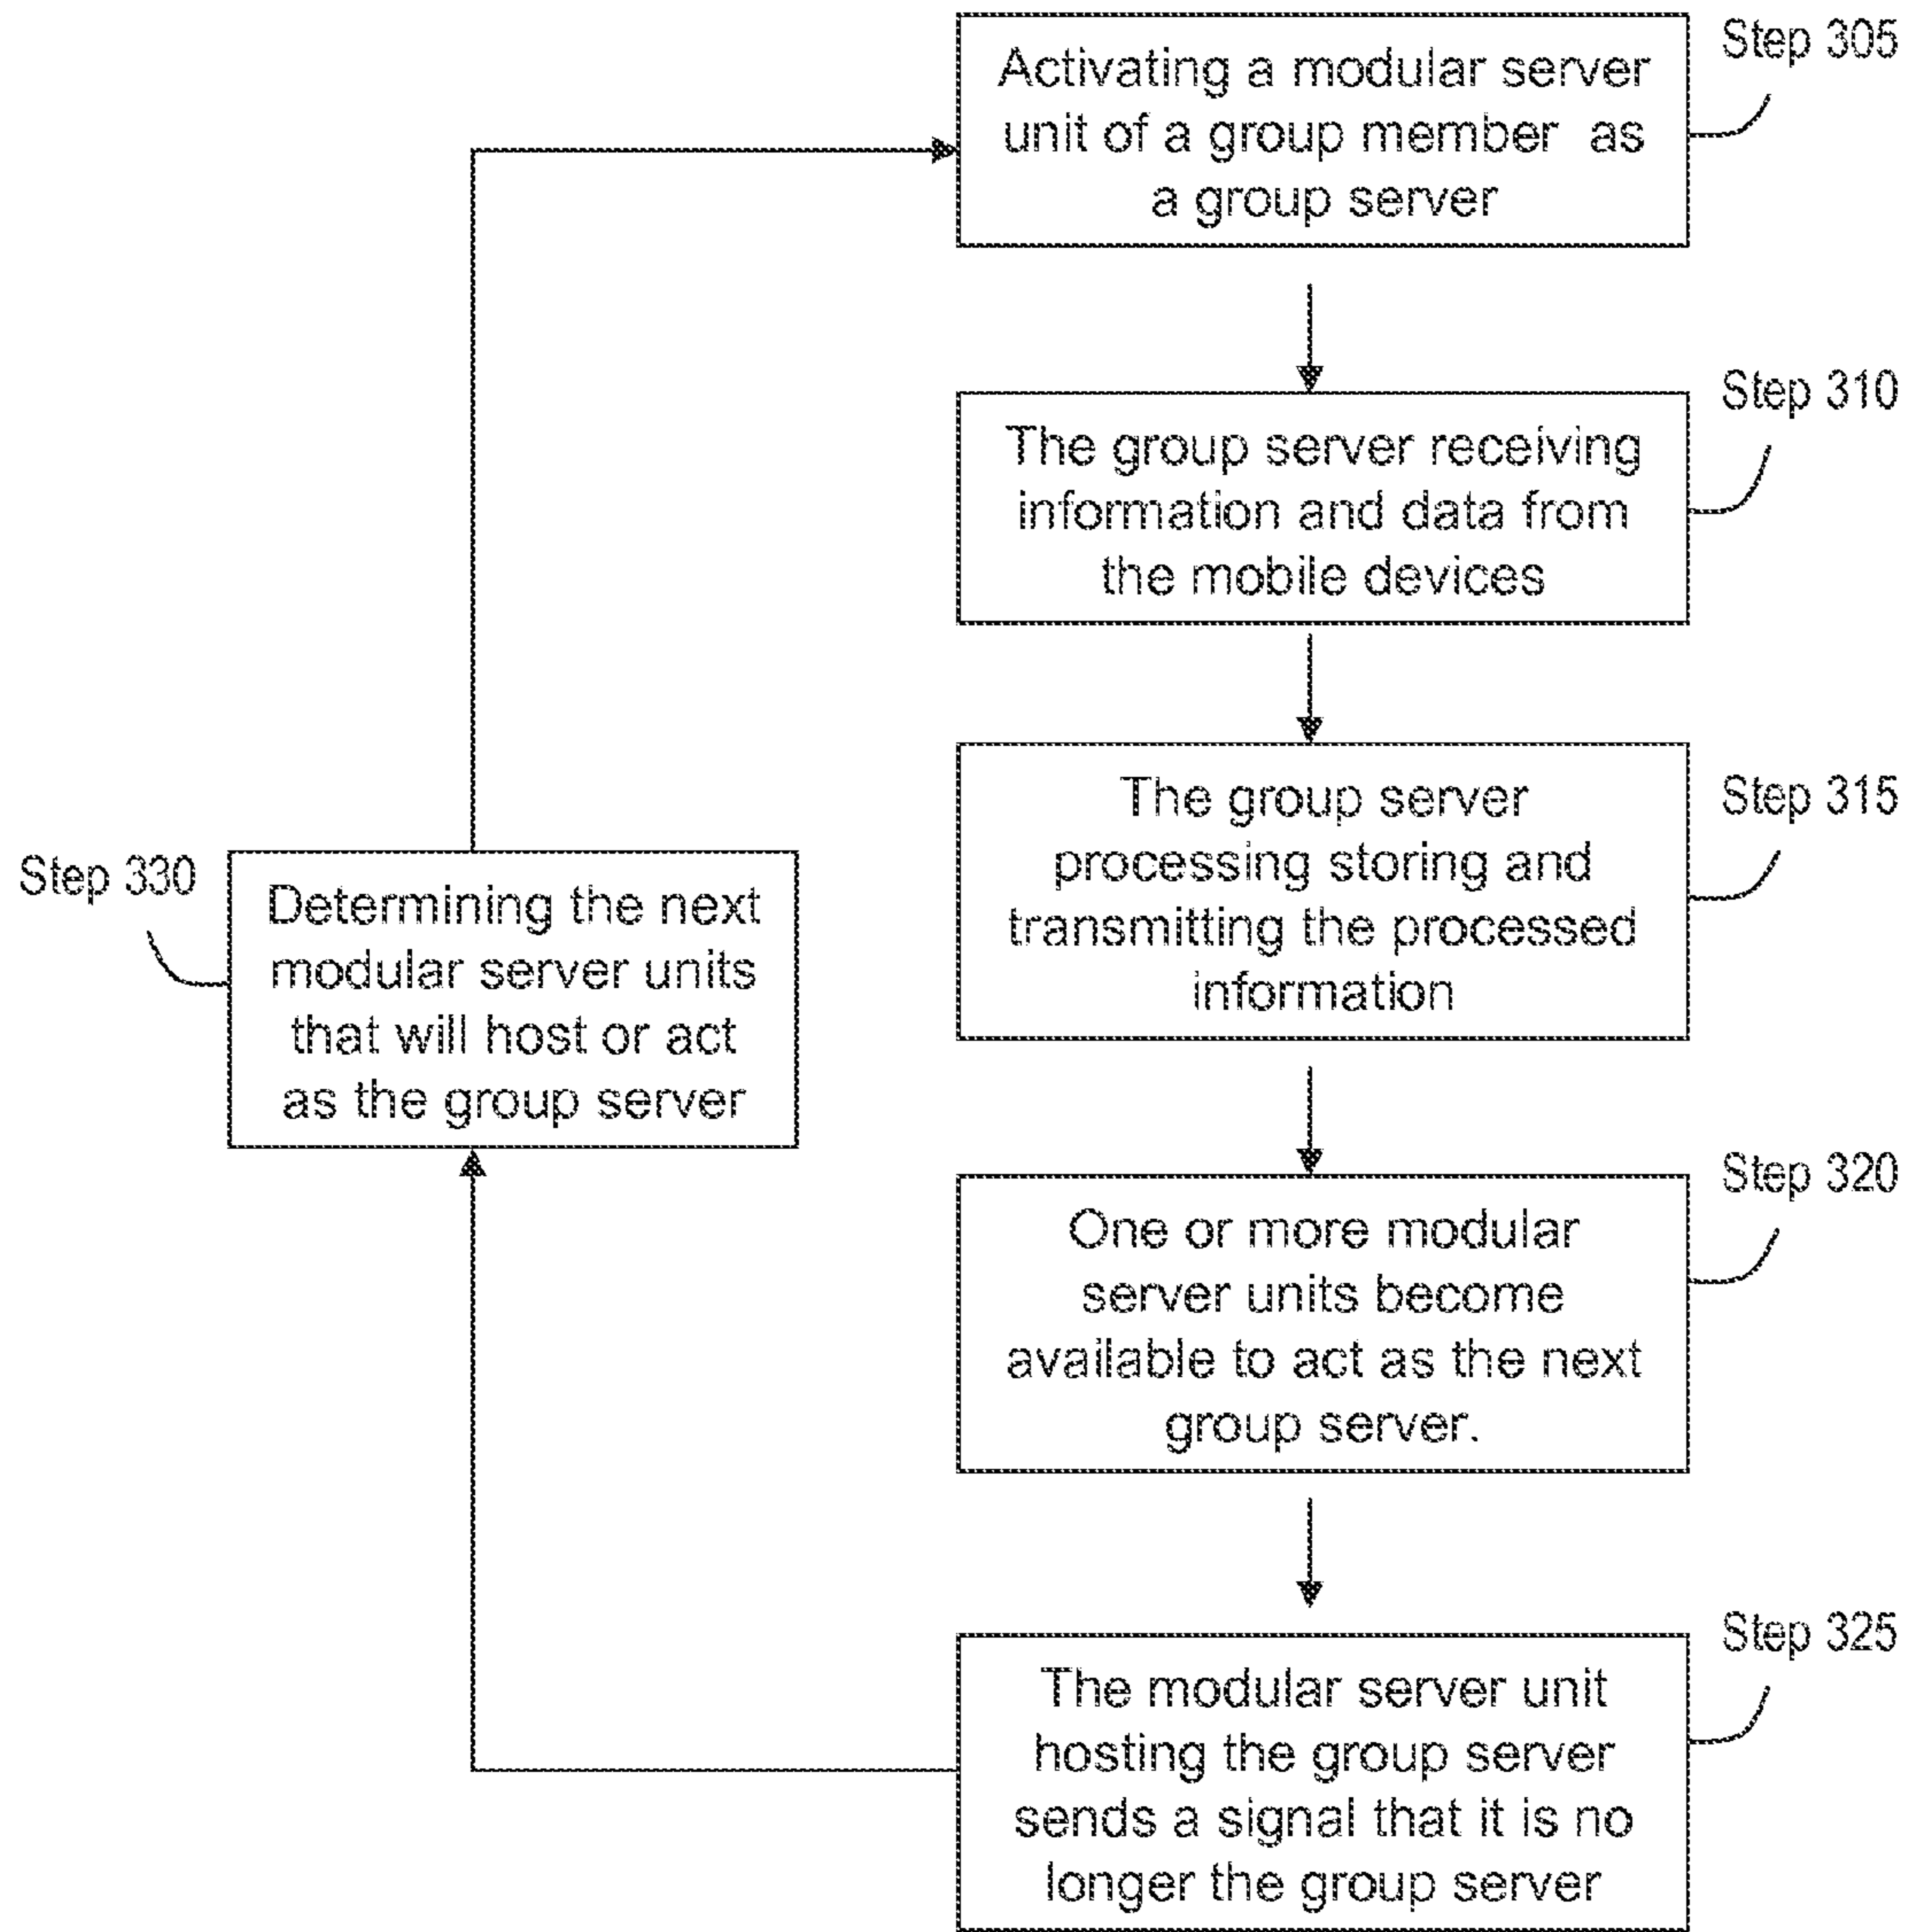 Step 305
Activating a modular server
unit of a group member as
a group server
Step 310
The group server receiving
information and data from
the mobile devices
Step 315
The group server
processing storing and
transmitting the processed
information
Step 330
Determining the next
modular server units
that will host or act
as the group server
Step 320
One or more modular
server units become
available to act as the next
group server.
Step 325
The modular server unit
hosting the group server
sends a signal that it is no
longer the group server